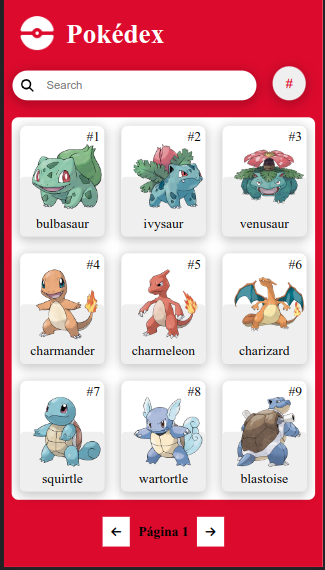 Pokédex
Search
#
#1 #2 #3
bulbasaur ivysaur venusaur
#4 #5 #6
charmander charmeleon charizard
#7 #8 #9
squirtle wartortle blastoise
Página 1